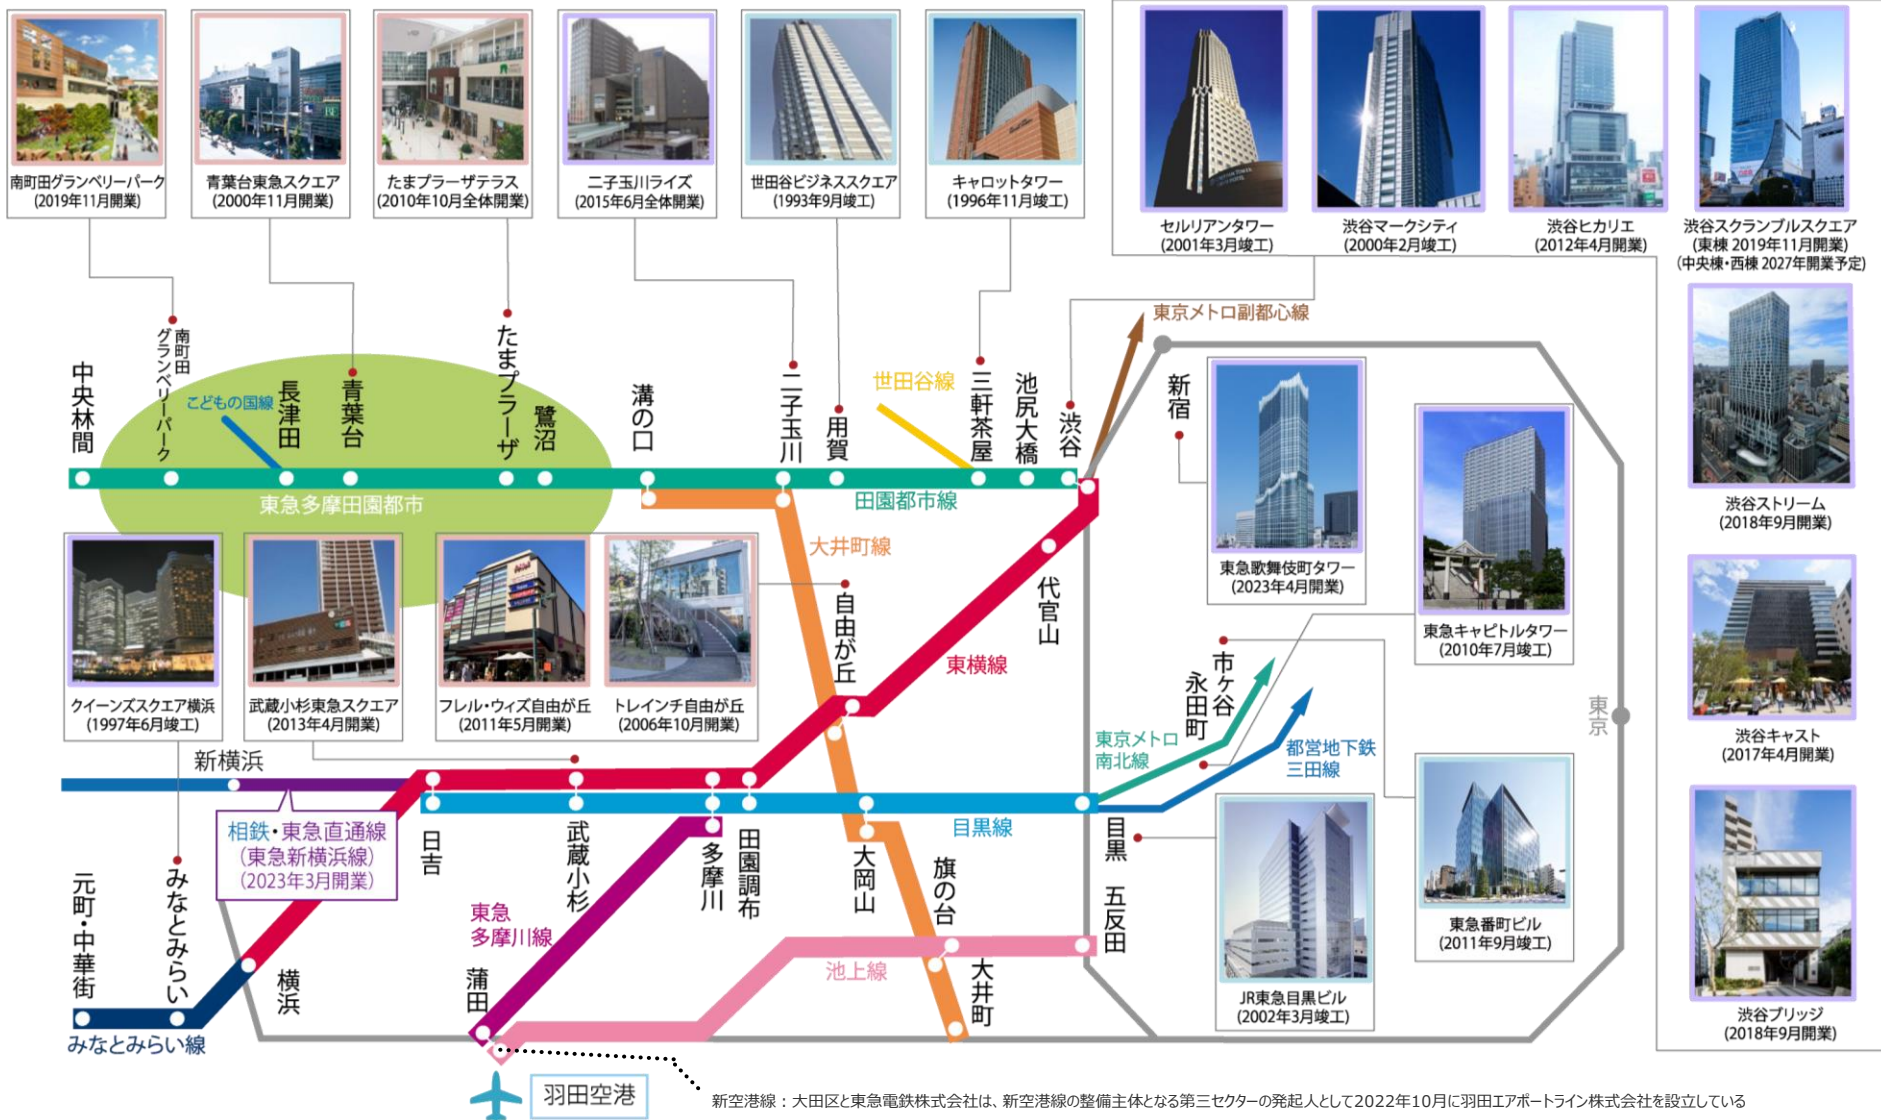 南町田グランベリーパーク
(2019年11月開業)
青葉台東急スクエア
(2000年11月開業)
たまプラーザテラス
(2010年10月全体開業)
二子玉川ライズ
(2015年6月全体開業)
世田谷ビジネススクエア
(1993年9月竣工)
キャロットタワー
(1996年11月竣工)
セルリアンタワー
(2001年3月竣工)
渋谷マークシティ
(2000年2月竣工)
渋谷ヒカリエ
(2012年4月開業)
渋谷スクランブルスクエア
(東棟 2019年11月開業)
(中央棟・西棟 2027年開業予定)
渋谷ストリーム
(2018年9月開業)
渋谷キャスト
(2017年4月開業)
渋谷ブリッジ
(2018年9月開業)
東京メトロ副都心線
中央林間
南町田
グランベリーパーク
こどもの国線
長津田
青葉台
たまプラーザ
鷺沼
溝の口
二子玉川
用賀
世田谷線
三軒茶屋
池尻大橋
渋谷
新宿
東急多摩田園都市
田園都市線
大井町線
東急歌舞伎町タワー
(2023年4月開業)
東急キャピトルタワー
(2010年7月竣工)
代官山
自由が丘
東横線
クイーンズスクエア横浜
(1997年6月竣工)
武蔵小杉東急スクエア
(2013年4月開業)
フレル・ウィズ自由が丘
(2011年5月開業)
トレインチ自由が丘
(2006年10月開業)
市ヶ谷
永田町
東京
東京メトロ
南北線
都営地下鉄
三田線
新横浜
相鉄・東急直通線
(東急新横浜線)
(2023年3月開業)
日吉
武蔵小杉
多摩川
田園調布
目黒線
大岡山
旗の台
目黒
五反田
東急番町ビル
(2011年9月竣工)
JR東急目黒ビル
(2002年3月竣工)
元町・中華街
みなとみらい
横浜
東急
多摩川線
蒲田
池上線
大井町
みなとみらい線
羽田空港
新空港線：大田区と東急電鉄株式会社は、新空港線の整備主体となる第三セクターの発起人として2022年10月に羽田エアポートライン株式会社を設立している